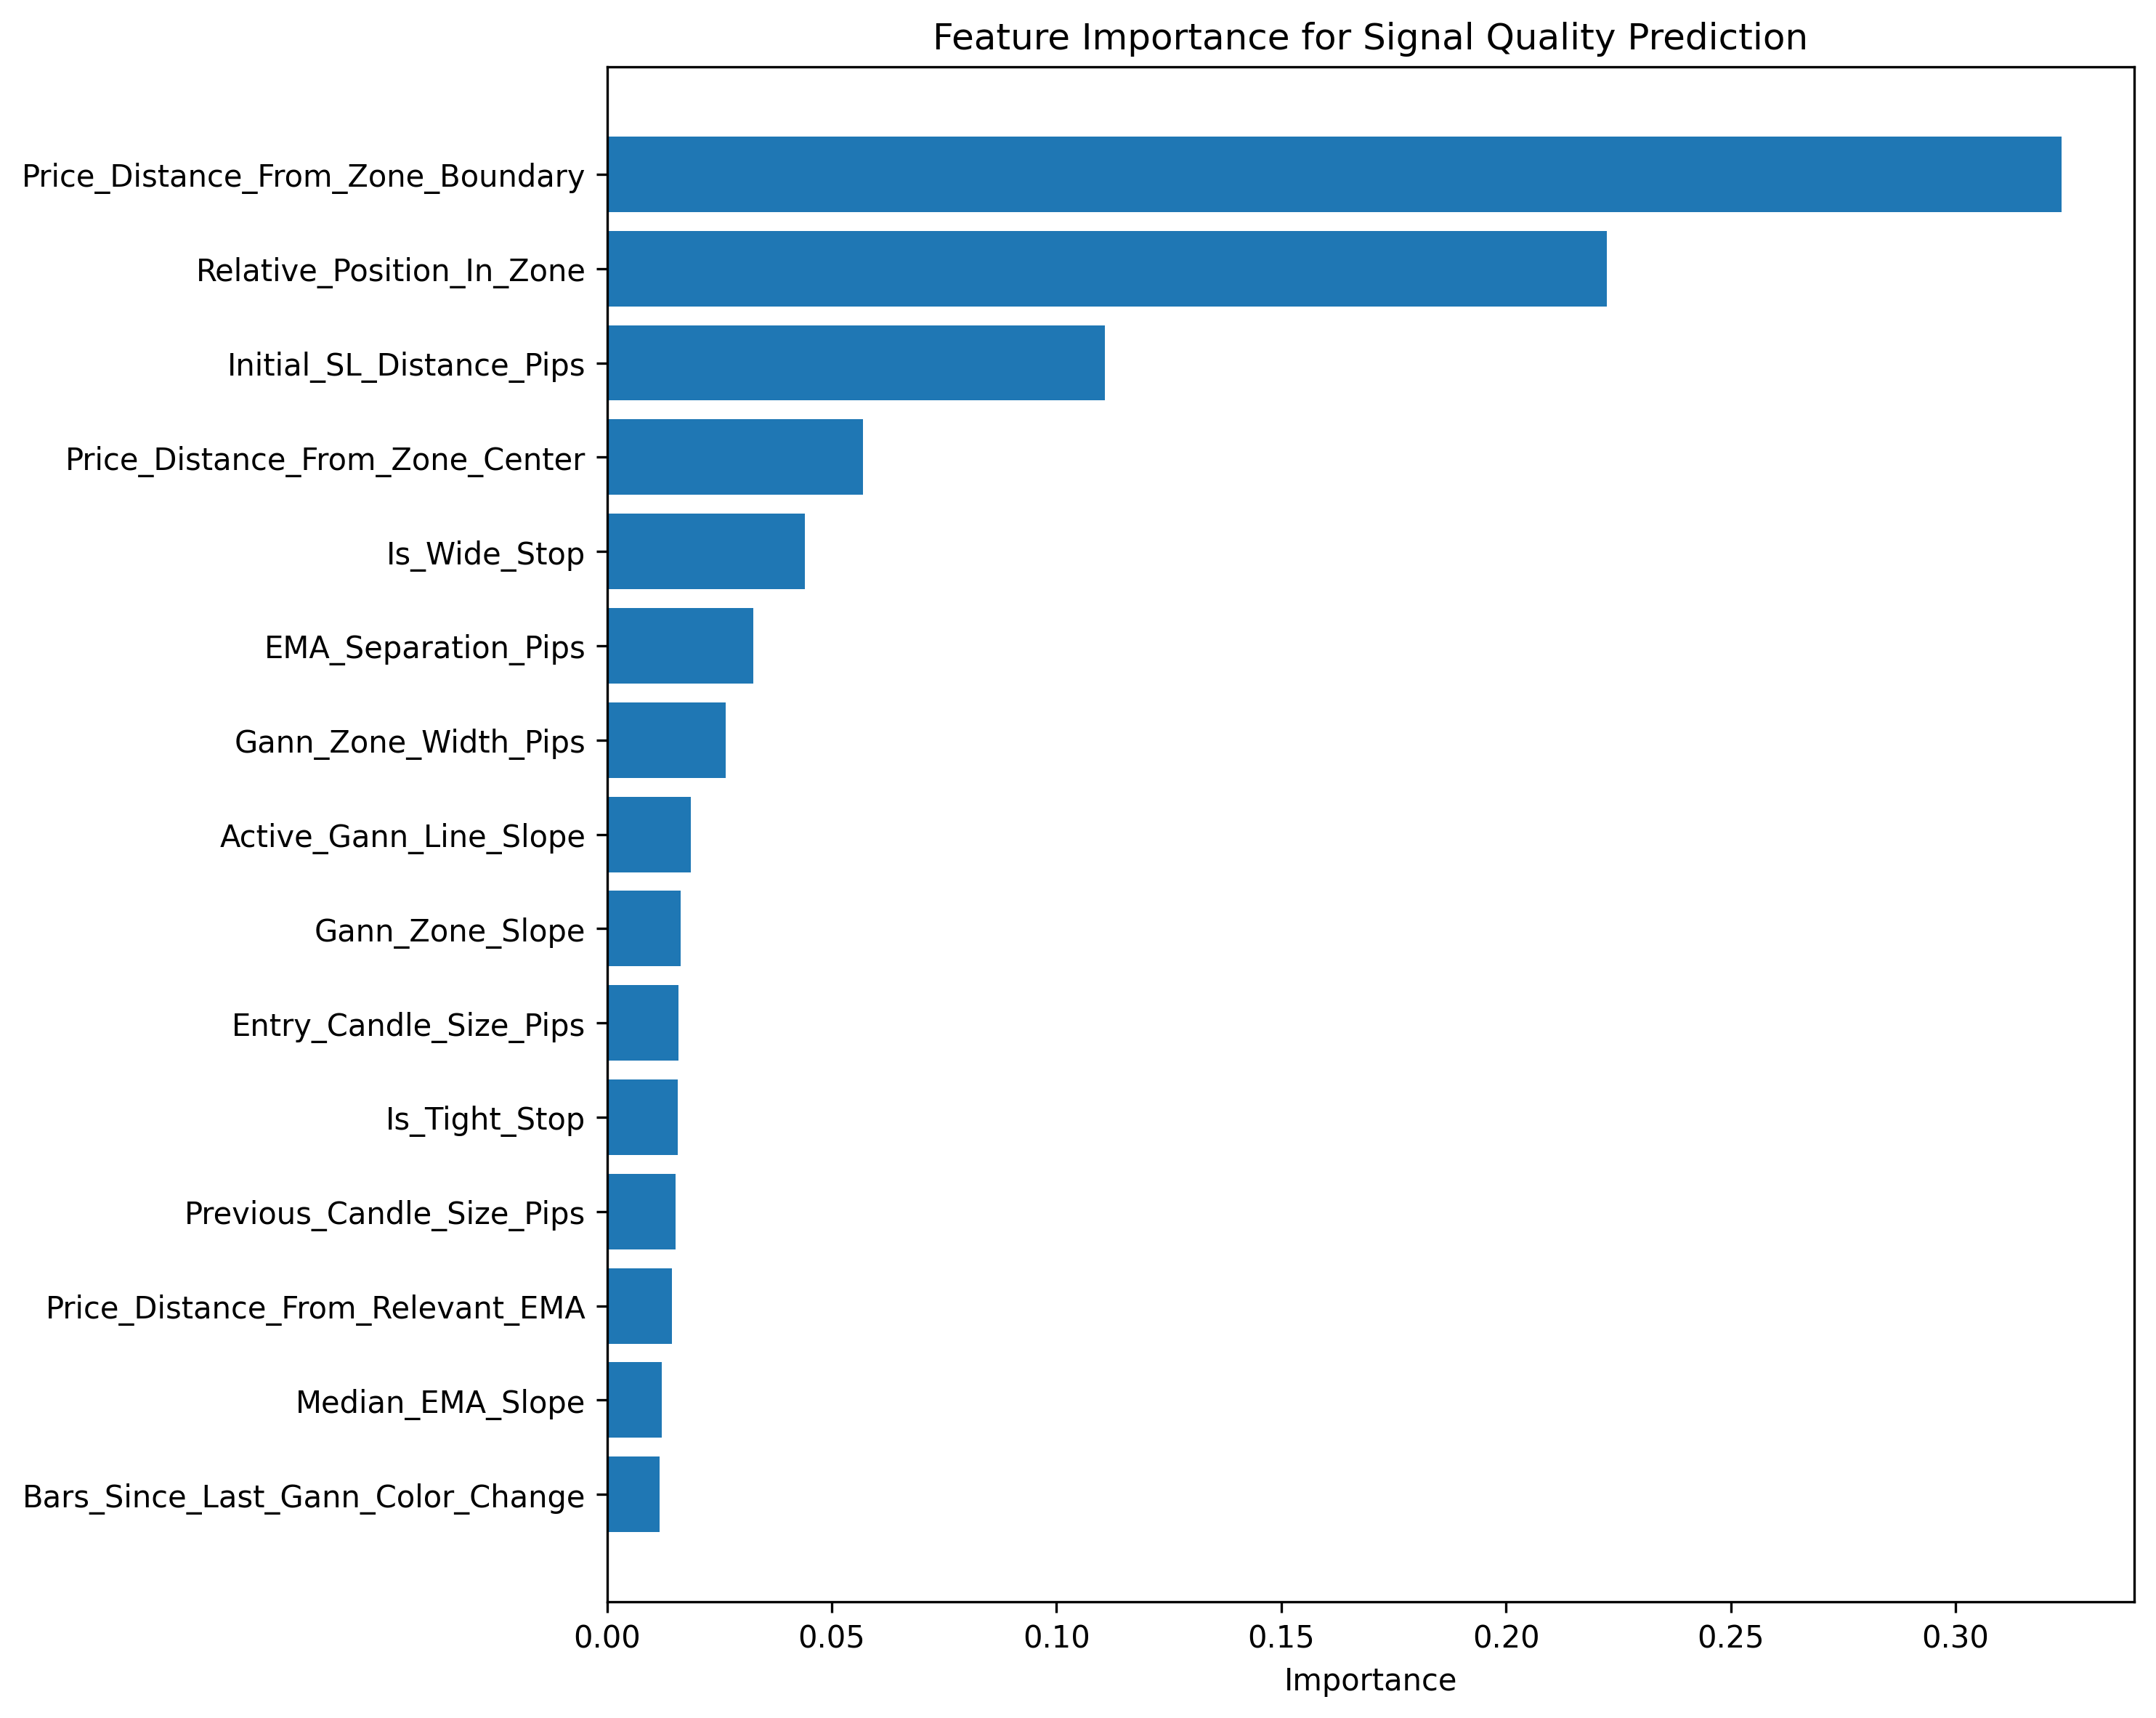 Feature Importance for Signal Quality Prediction
Price_Distance_From_Zone_Boundary
Relative_Position_In_Zone
Initial_SL_Distance_Pips
Price_Distance_From_Zone_Center
Is_Wide_Stop
EMA_Separation_Pips
Gann_Zone_Width_Pips
Active_Gann_Line_Slope
Gann_Zone_Slope
Entry_Candle_Size_Pips
Is_Tight_Stop
Previous_Candle_Size_Pips
Price_Distance_From_Relevant_EMA
Median_EMA_Slope
Bars_Since_Last_Gann_Color_Change
0.00 0.05 0.10 0.15 0.20 0.25 0.30
Importance